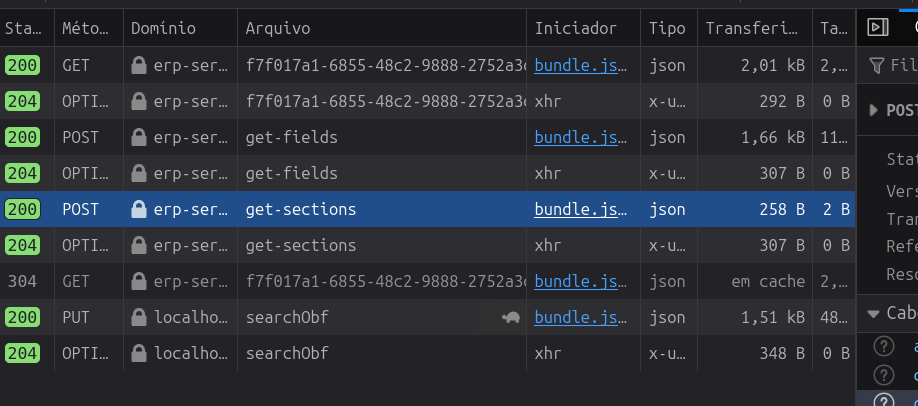 Sta… Méto… Domínio Arquivo Iniciador Tipo Transferi… Ta…
200 GET erp-ser… f7f017a1-6855-48c2-9888-2752a3 bundle.js… json 2,01 kB 2,…
204 OPTI… erp-ser… f7f017a1-6855-48c2-9888-2752a3 xhr x-u… 292 B 0 B
200 POST erp-ser… get-fields bundle.js… json 1,66 kB 11…
204 OPTI… erp-ser… get-fields xhr x-u… 307 B 0 B
200 POST erp-ser… get-sections bundle.js… json 258 B 2 B
204 OPTI… erp-ser… get-sections xhr x-u… 307 B 0 B
304 GET erp-ser… f7f017a1-6855-48c2-9888-2752a3 bundle.js… json em cache 2,…
200 PUT localho… searchObf bundle.js… json 1,51 kB 48…
204 OPTI… localho… searchObf xhr x-u… 348 B 0 B
Fil
POST
Stat
Vers
Tran
Refe
Reso
Cabe